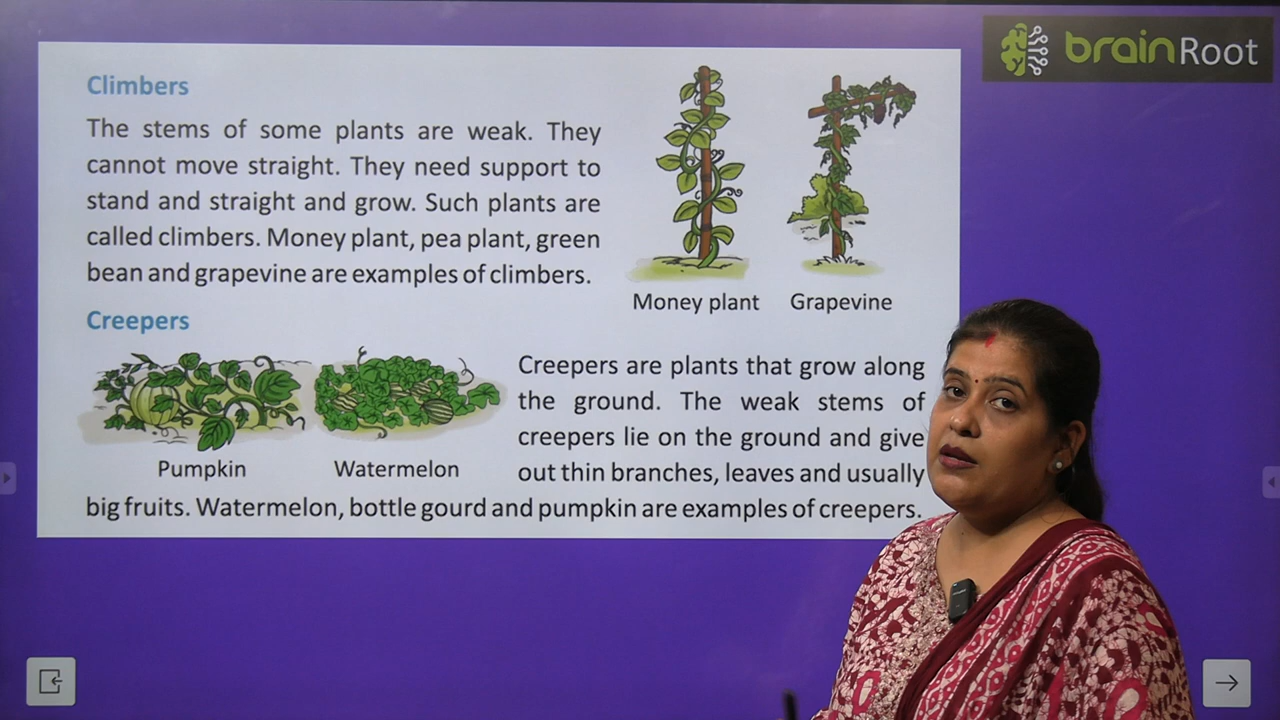 brainRoot
Climbers
The stems of some plants are weak. They
cannot move straight. They need support to
stand and straight and grow. Such plants are
called climbers. Money plant, pea plant, green
bean and grapevine are examples of climbers.
Money plant
Grapevine
Creepers
Pumpkin
Watermelon
Creepers are plants that grow along
the ground. The weak stems of
creepers lie on the ground and give
out thin branches, leaves and usually
big fruits. Watermelon, bottle gourd and pumpkin are examples of creepers.